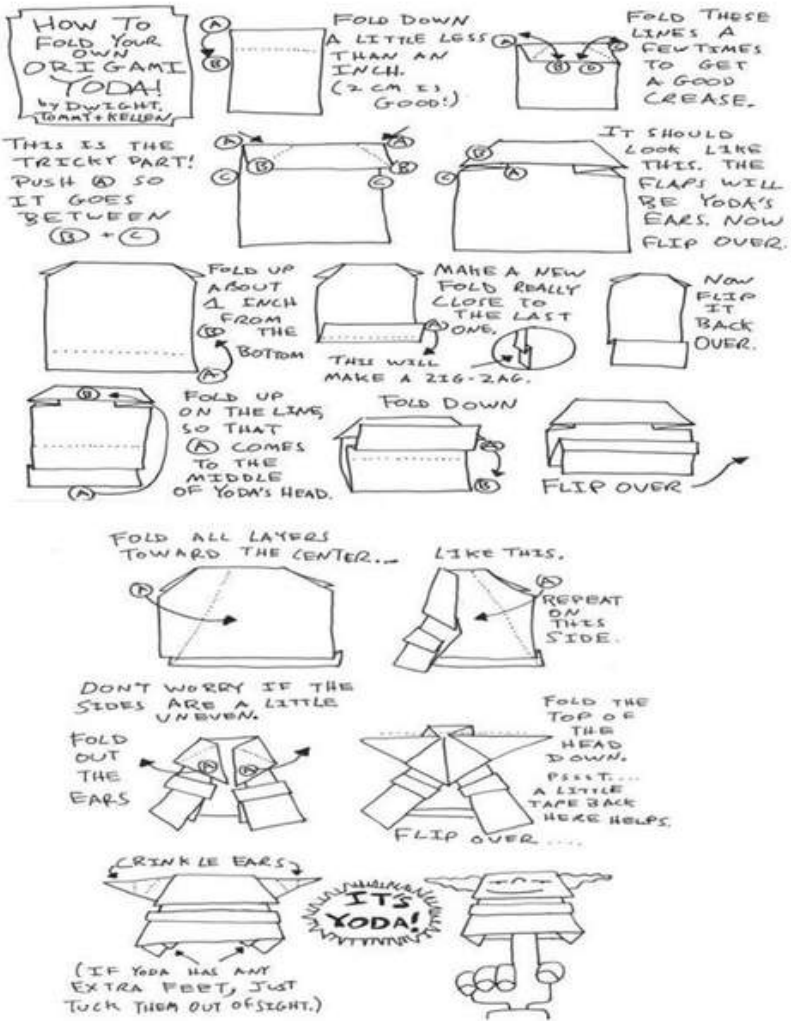 HOW TO
FOLD YOUR
OWN
ORIGAMI
YODA!
by DWIGHT,
TOMMY + KELLEN
A
B
FOLD DOWN
A LITTLE LESS
THAN AN
INCH.
(2 CM IS
GOOD!)
A
C
B
D
FOLD THESE
LINES A
FEW TIMES
TO GET
A GOOD
CREASE.
THIS IS THE
TRICKY PART!
PUSH A SO
IT GOES
BETWEEN
B + C
A
A
B
B
C
C
B
C
A
IT SHOULD
LOOK LIKE
THIS. THE
FLAPS WILL
BE YODA'S
EARS. NOW
FLIP OVER.
FOLD UP
ABOUT
1 INCH
FROM
THE
BOTTOM
B
A
MAKE A NEW
FOLD REALLY
CLOSE TO
THE LAST
ONE.
A
THIS WILL
MAKE A ZIG-ZAG.
NOW
FLIP
IT
BACK
OVER.
B
A
FOLD UP
ON THE LINE,
SO THAT
A COMES
TO THE
MIDDLE
OF YODA'S HEAD.
FOLD DOWN
A
B
FLIP OVER
FOLD ALL LAYERS
TOWARD THE CENTER...
A
LIKE THIS.
A
REPEAT
ON
THIS
SIDE.
DON'T WORRY IF THE
SIDES ARE A LITTLE
UNEVEN.
FOLD
OUT
THE
EARS
A
A
FOLD THE
TOP OF
THE
HEAD
DOWN.
PSSST....
A LITTLE
TAPE BACK
HERE HELPS.
FLIP OVER ....
CRINKLE EARS
IT'S
YODA!
(IF YODA HAS ANY
EXTRA FEET, JUST
TUCK THEM OUT OF SIGHT.)